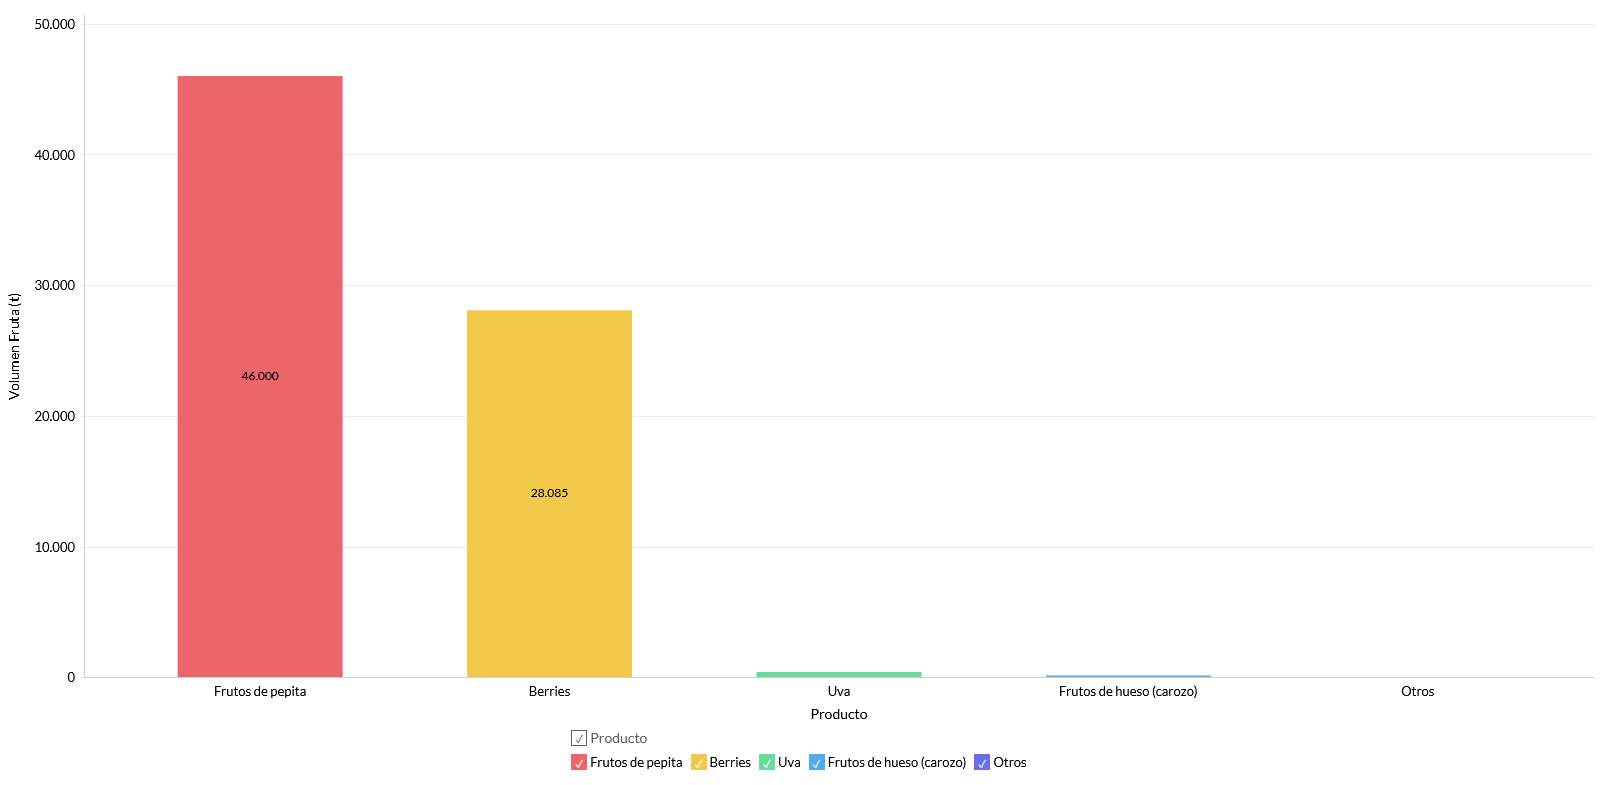 50.000
40.000
30.000
20.000
10.000
0
Volumen Fruta (t)
46.000
28.085
Frutos de pepita
Berries
Uva
Frutos de hueso (carozo)
Otros
Producto
✓ Producto
✓ Frutos de pepita ✓ Berries ✓ Uva ✓ Frutos de hueso (carozo) ✓ Otros